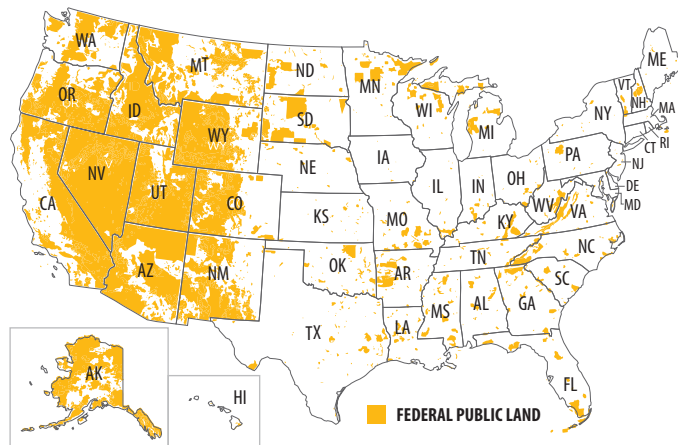 WA
MT
ND
MN
ME
VT
NH
OR
ID
WY
SD
WI
MI
NY
MA
RI
CT
NJ
DE
MD
NE
IA
PA
NV
UT
CO
KS
IL
IN
OH
WV
VA
CA
MO
KY
NC
AZ
NM
OK
AR
TN
SC
TX
LA
MS
AL
GA
AK
HI
FL
FEDERAL PUBLIC LAND